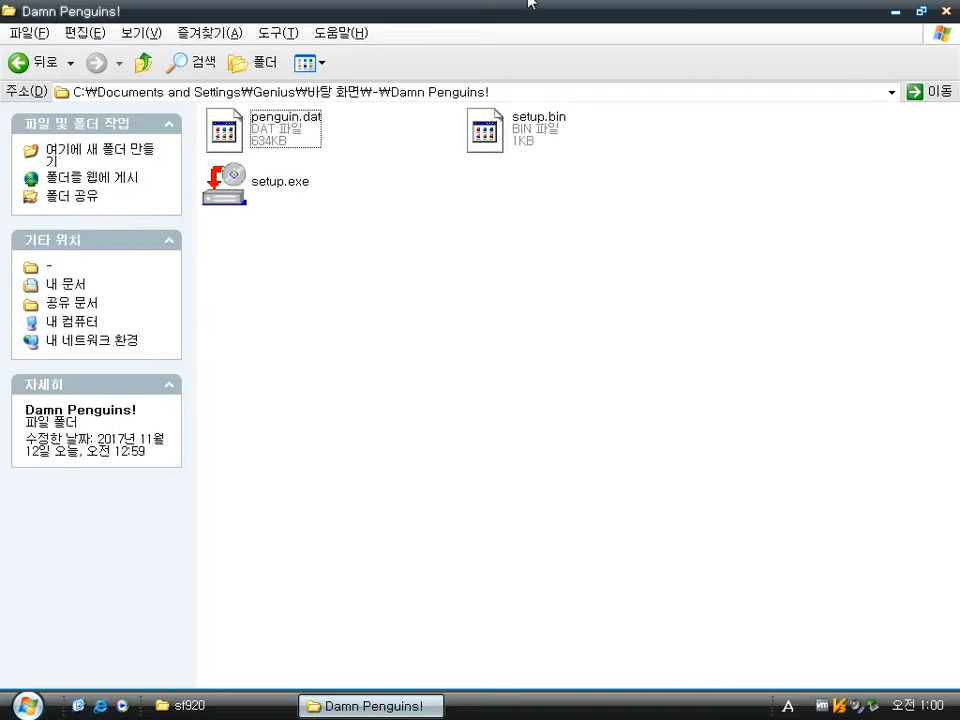 Damn Penguins!
파일(F) 편집(E) 보기(V) 즐겨찾기(A) 도구(T) 도움말(H)
뒤로 검색 폴더
주소(D) C:₩Documents and Settings₩Genius₩바탕 화면₩-₩Damn Penguins! 이동
파일 및 폴더 작업
여기에 새 폴더 만들
기
폴더를 웹에 게시
폴더 공유
기타 위치
-
내 문서
공유 문서
내 컴퓨터
내 네트워크 환경
자세히
Damn Penguins!
파일 폴더
수정한 날짜: 2017년 11월
12일 오늘, 오전 12:59
penguin.dat
DAT 파일
634KB
setup.bin
BIN 파일
1KB
setup.exe
sf920 Damn Penguins! A vm 오전 1:00